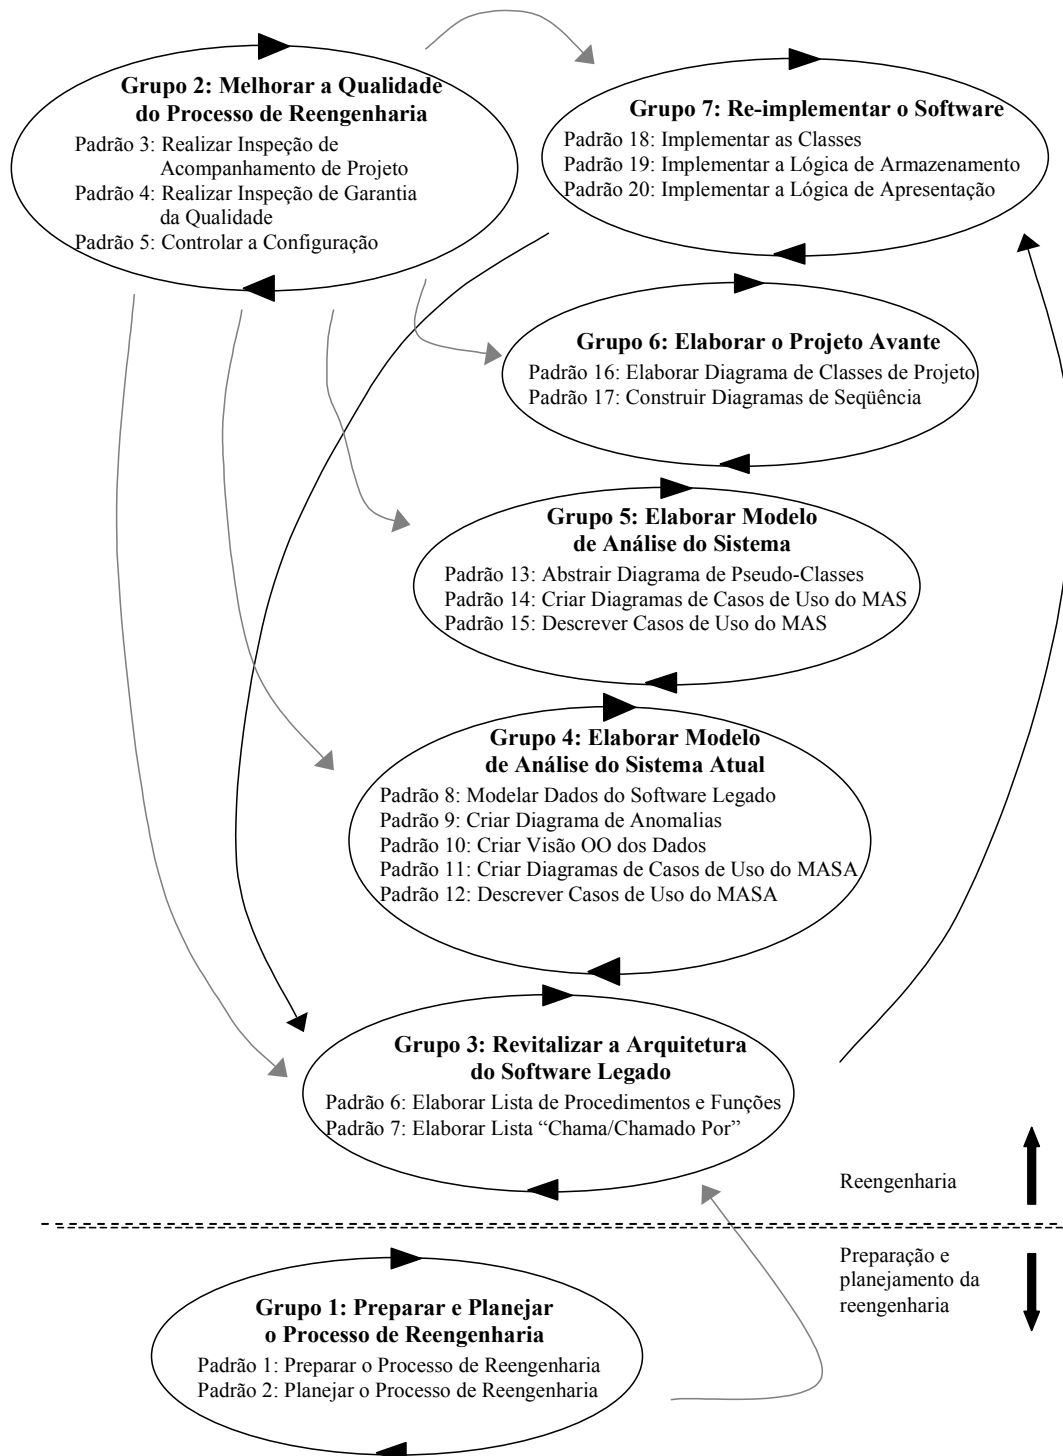 Grupo 2: Melhorar a Qualidade
do Processo de Reengenharia
Padrão 3: Realizar Inspeção de
Acompanhamento de Projeto
Padrão 4: Realizar Inspeção de Garantia
da Qualidade
Padrão 5: Controlar a Configuração
Grupo 7: Re-implementar o Software
Padrão 18: Implementar as Classes
Padrão 19: Implementar a Lógica de Armazenamento
Padrão 20: Implementar a Lógica de Apresentação
Grupo 6: Elaborar o Projeto Avante
Padrão 16: Elaborar Diagrama de Classes de Projeto
Padrão 17: Construir Diagramas de Seqüência
Grupo 5: Elaborar Modelo
de Análise do Sistema
Padrão 13: Abstrair Diagrama de Pseudo-Classes
Padrão 14: Criar Diagramas de Casos de Uso do MAS
Padrão 15: Descrever Casos de Uso do MAS
Grupo 4: Elaborar Modelo
de Análise do Sistema Atual
Padrão 8: Modelar Dados do Software Legado
Padrão 9: Criar Diagrama de Anomalias
Padrão 10: Criar Visão OO dos Dados
Padrão 11: Criar Diagramas de Casos de Uso do MASA
Padrão 12: Descrever Casos de Uso do MASA
Grupo 3: Revitalizar a Arquitetura
do Software Legado
Padrão 6: Elaborar Lista de Procedimentos e Funções
Padrão 7: Elaborar Lista “Chama/Chamado Por”
Reengenharia
Preparação e
planejamento da
reengenharia
Grupo 1: Preparar e Planejar
o Processo de Reengenharia
Padrão 1: Preparar o Processo de Reengenharia
Padrão 2: Planejar o Processo de Reengenharia